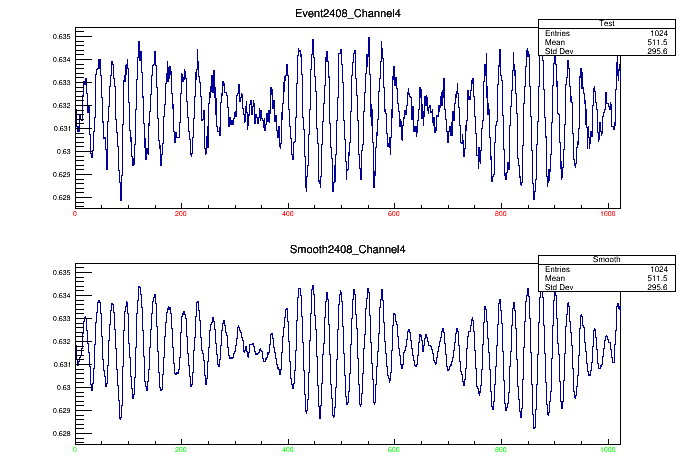 Event2408_Channel4
Test
Entries 1024
Mean 511.5
Std Dev 295.6
0.635
0.634
0.633
0.632
0.631
0.63
0.629
0.628
0 200 400 600 800 1000
Smooth2408_Channel4
Smooth
Entries 1024
Mean 511.5
Std Dev 295.6
0.635
0.634
0.633
0.632
0.631
0.63
0.629
0.628
0 200 400 600 800 1000